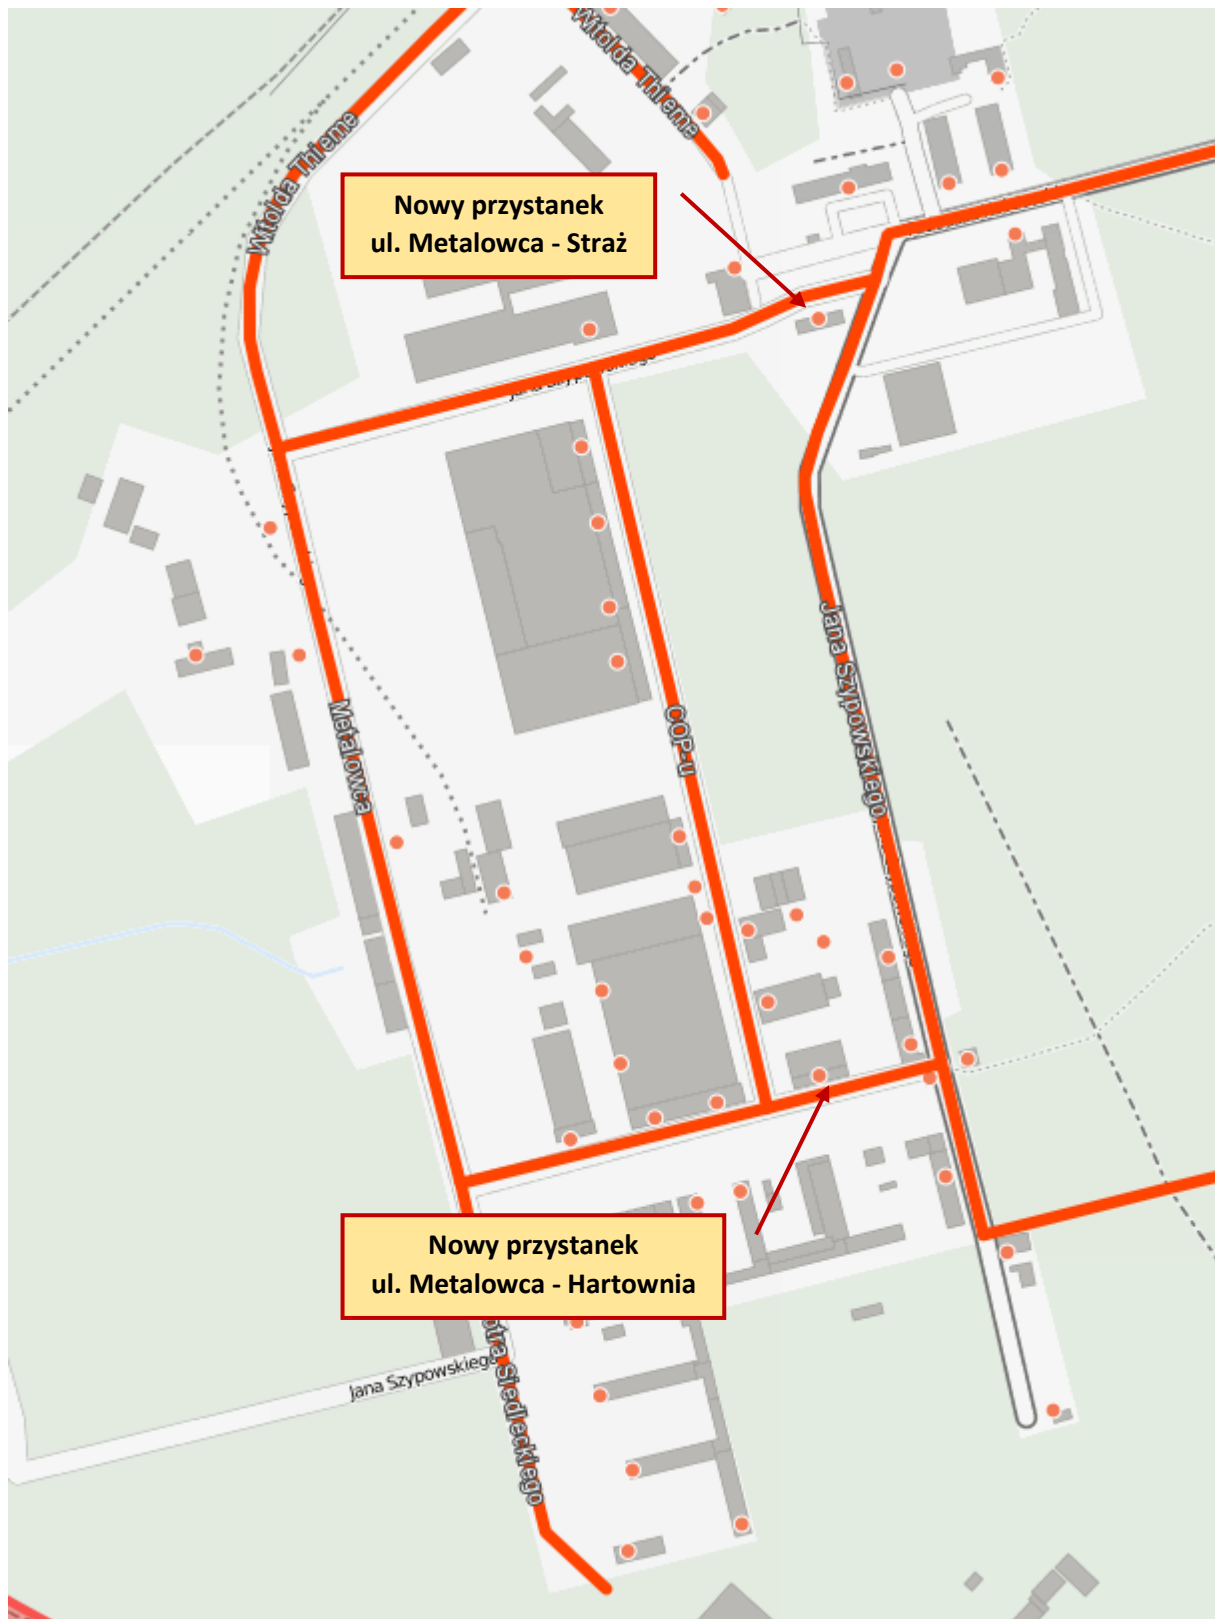 Witolda Thieme
Witolda Thieme
Nowy przystanek
ul. Metalowca - Straż
Metalowca
COP-u
Jana Szypowskiego
Nowy przystanek
ul. Metalowca - Hartownia
Jana Szypowskiego
Siedleckiego